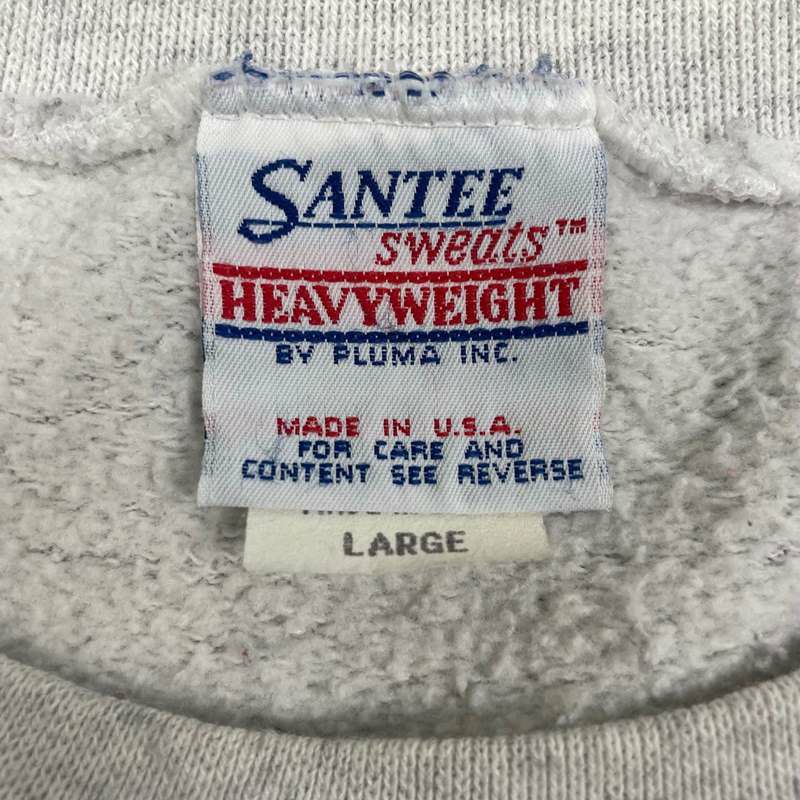 SANTEE
sweats™
HEAVYWEIGHT
BY PLUMA INC.
MADE IN U.S.A.
FOR CARE AND
CONTENT SEE REVERSE
LARGE